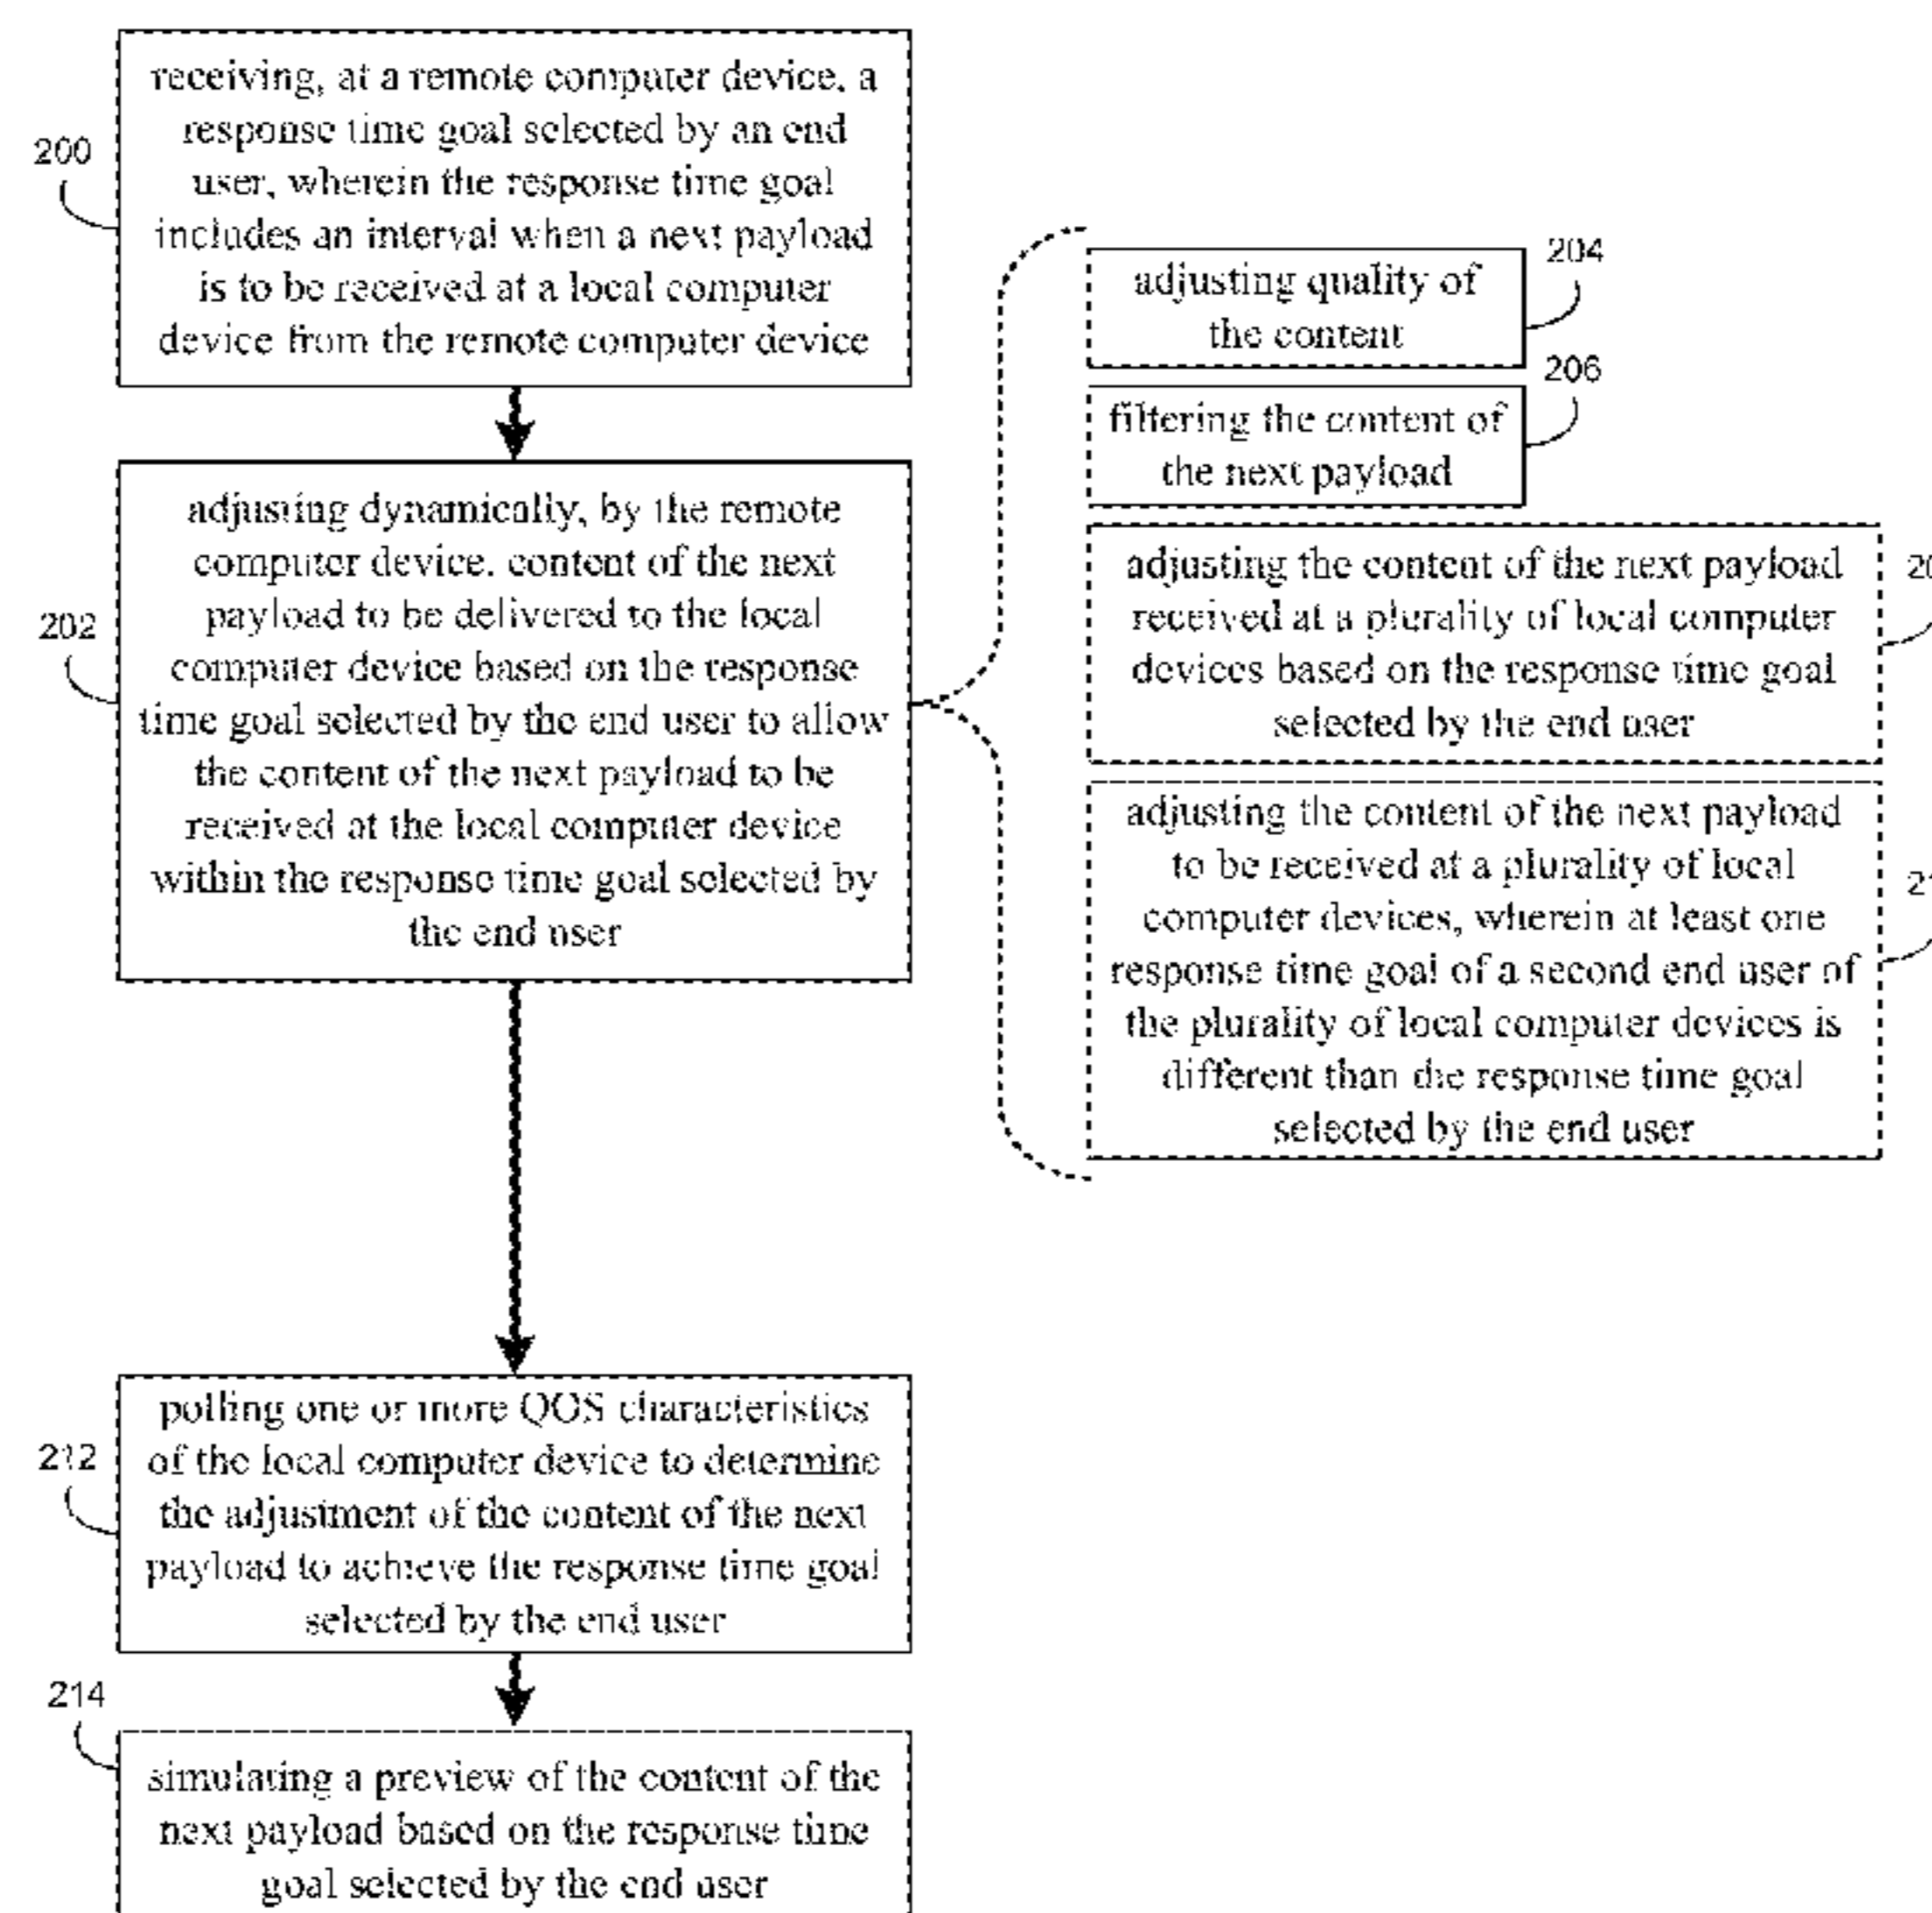 200
receiving, at a remote computer device, a
response time goal selected by an end
user, wherein the response time goal
includes an interval when a next payload
is to be received at a local computer
device from the remote computer device
202
adjusting dynamically, by the remote
computer device, content of the next
payload to be delivered to the local
computer device based on the response
time goal selected by the end user to allow
the content of the next payload to be
received at the local computer device
within the response time goal selected by
the end user
204
adjusting quality of
the content
206
filtering the content of
the next payload
adjusting the content of the next payload
received at a plurality of local computer
devices based on the response time goal
selected by the end user
adjusting the content of the next payload
to be received at a plurality of local
computer devices, wherein at least one
response time goal of a second end user of
the plurality of local computer devices is
different than the response time goal
selected by the end user
212
polling one or more QOS characteristics
of the local computer device to determine
the adjustment of the content of the next
payload to achieve the response time goal
selected by the end user
214
simulating a preview of the content of the
next payload based on the response time
goal selected by the end user